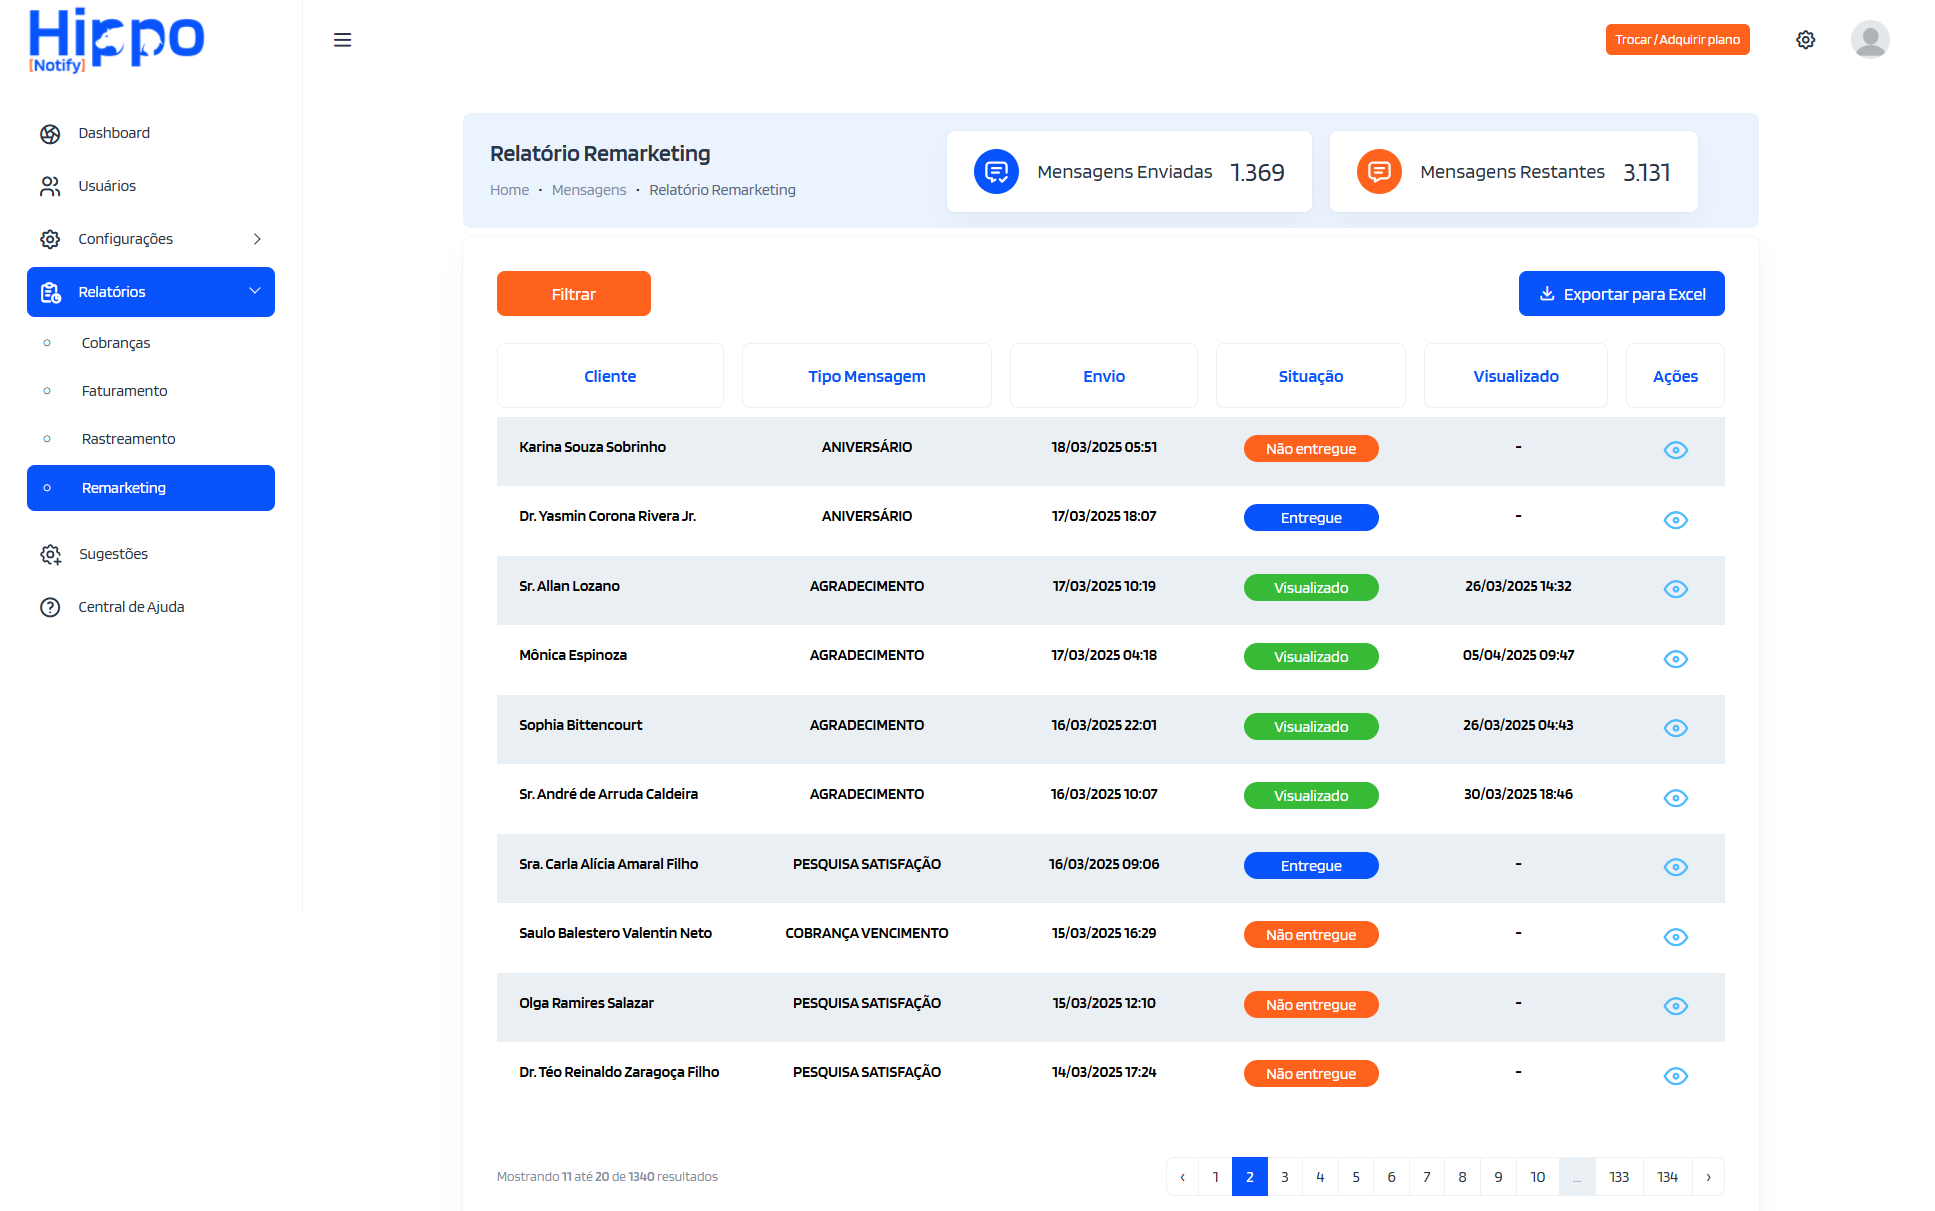 Hippo
[Notify]
Trocar / Adquirir plano
Dashboard
Usuários
Configurações
Relatórios
Cobranças
Faturamento
Rastreamento
Remarketing
Sugestões
Central de Ajuda
Relatório Remarketing
Home • Mensagens • Relatório Remarketing
Mensagens Enviadas 1.369
Mensagens Restantes 3.131
Filtrar
Exportar para Excel
Cliente Tipo Mensagem Envio Situação Visualizado Ações
Karina Souza Sobrinho ANIVERSÁRIO 18/03/2025 05:51 Não entregue -
Dr. Yasmin Corona Rivera Jr. ANIVERSÁRIO 17/03/2025 18:07 Entregue -
Sr. Allan Lozano AGRADECIMENTO 17/03/2025 10:19 Visualizado 26/03/2025 14:32
Mônica Espinoza AGRADECIMENTO 17/03/2025 04:18 Visualizado 05/04/2025 09:47
Sophia Bittencourt AGRADECIMENTO 16/03/2025 22:01 Visualizado 26/03/2025 04:43
Sr. André de Arruda Caldeira AGRADECIMENTO 16/03/2025 10:07 Visualizado 30/03/2025 18:46
Sra. Carla Alícia Amaral Filho PESQUISA SATISFAÇÃO 16/03/2025 09:06 Entregue -
Saulo Balestero Valentin Neto COBRANÇA VENCIMENTO 15/03/2025 16:29 Não entregue -
Olga Ramires Salazar PESQUISA SATISFAÇÃO 15/03/2025 12:10 Não entregue -
Dr. Téo Reinaldo Zaragoça Filho PESQUISA SATISFAÇÃO 14/03/2025 17:24 Não entregue -
Mostrando 11 até 20 de 1340 resultados
‹ 1 2 3 4 5 6 7 8 9 10 ... 133 134 ›